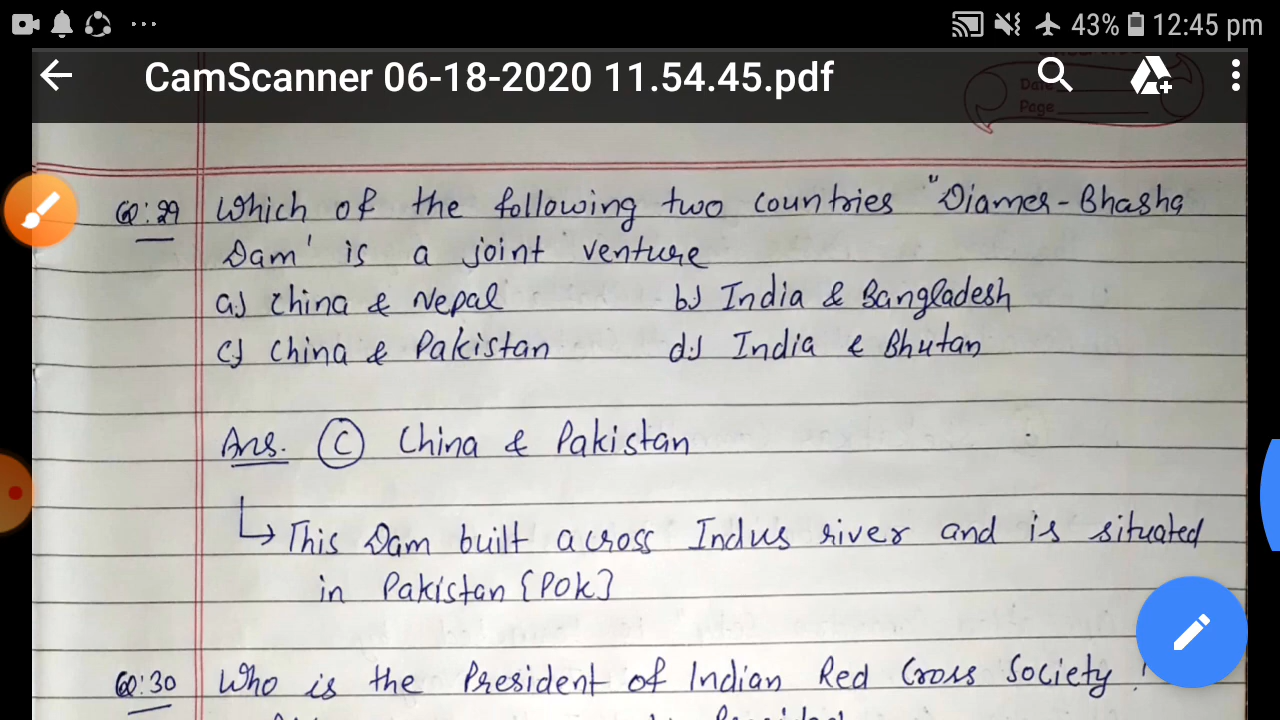 43% 12:45 pm
CamScanner 06-18-2020 11.54.45.pdf
Date
Page
Q:29 Which of the following two countries "Diamer-Bhasha
Dam' is a joint venture
a) China & Nepal b) India & Bangladesh
c) China & Pakistan d) India & Bhutan
Ans. C China & Pakistan
↳ This Dam built across Indus river and is situated
in Pakistan {POK}
Q:30 Who is the President of Indian Red Cross Society ?